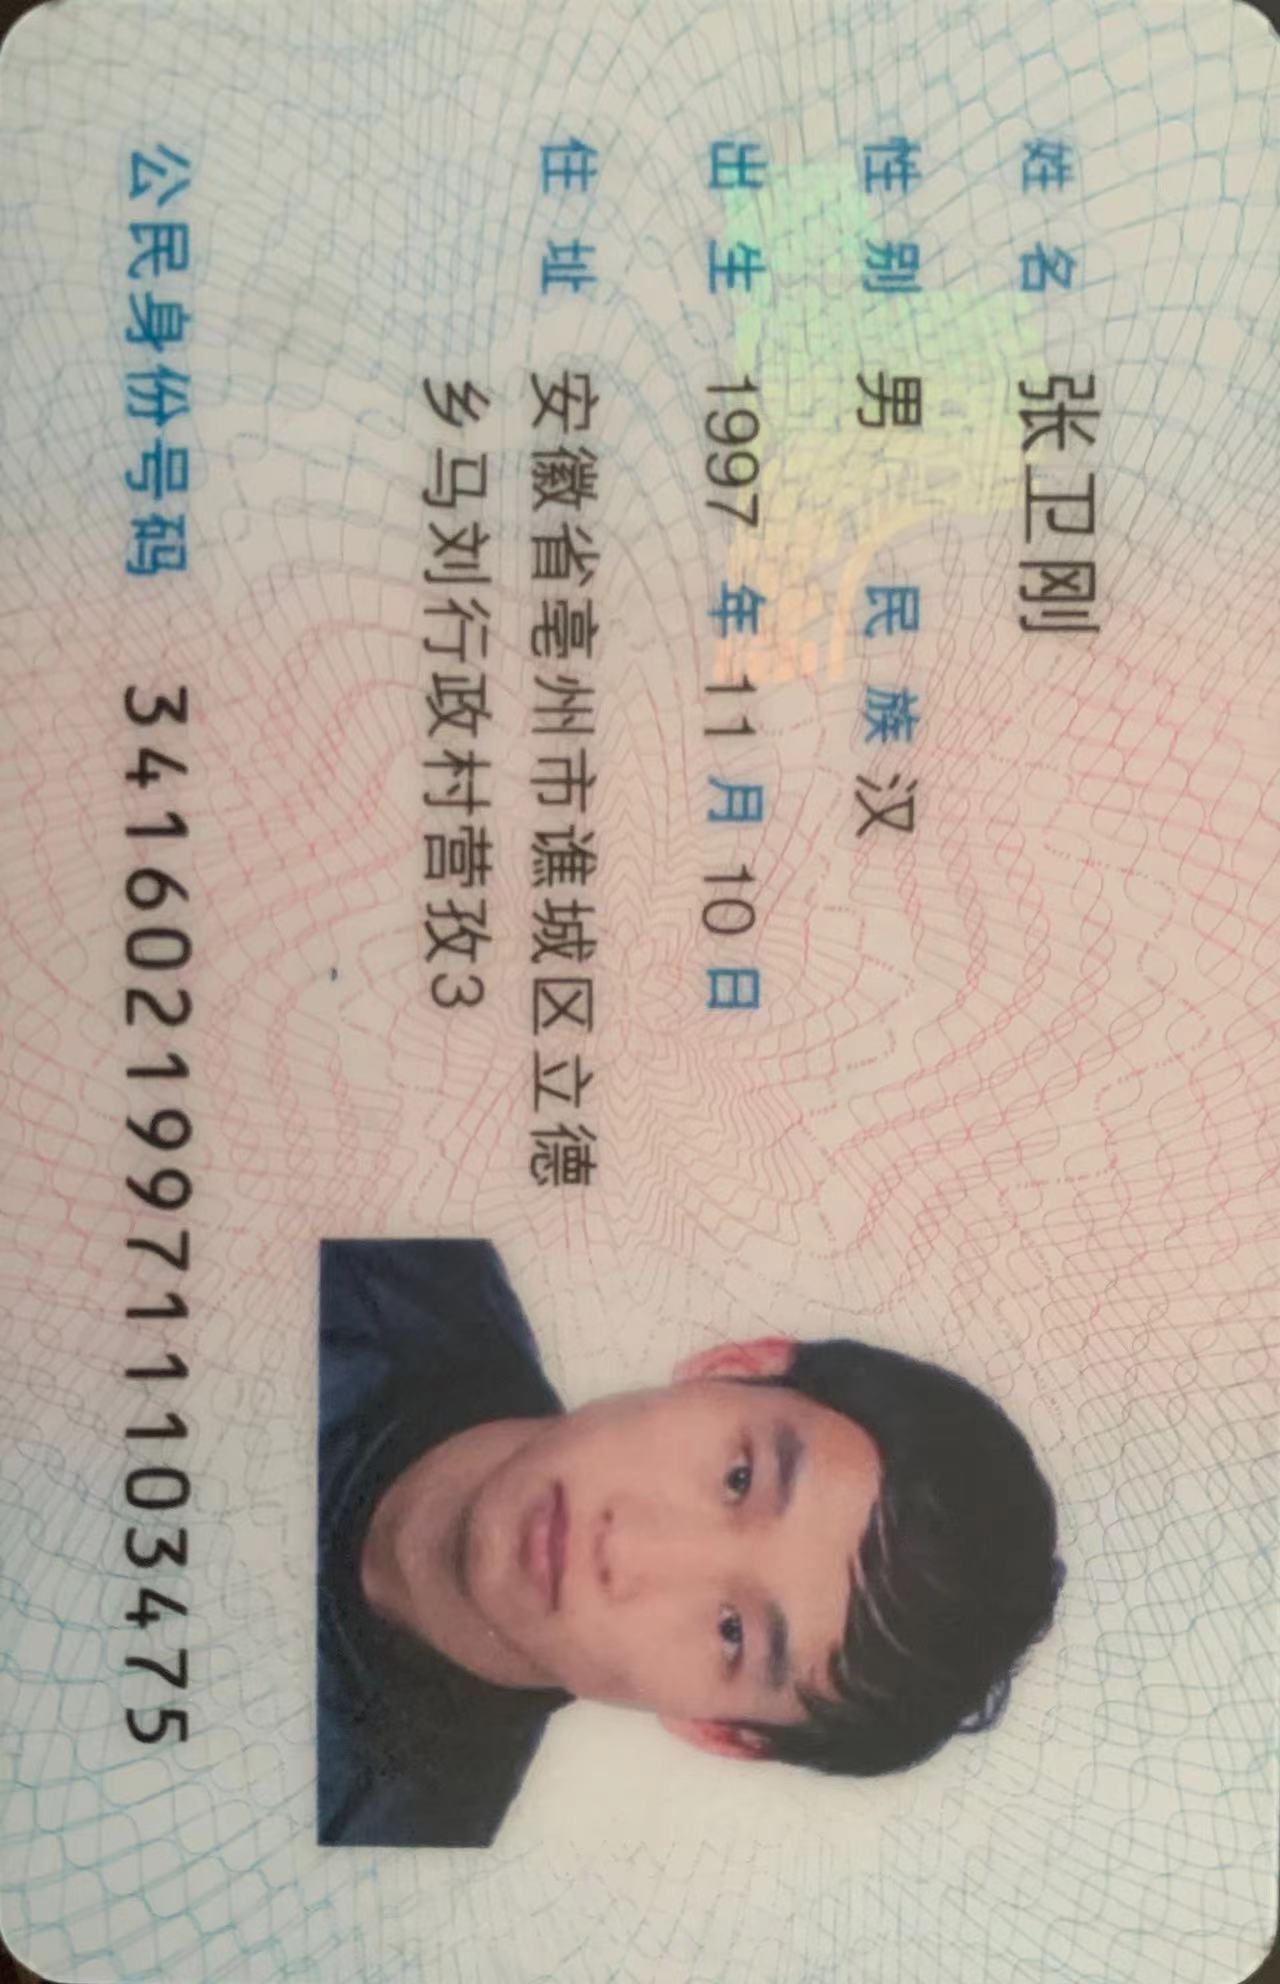 姓名 张卫刚
性别 男 民族 汉
出生 1997 年 11 月 10 日
住址 安徽省亳州市谯城区立德
乡马刘行政村营孜3
公民身份号码 341602199711103475